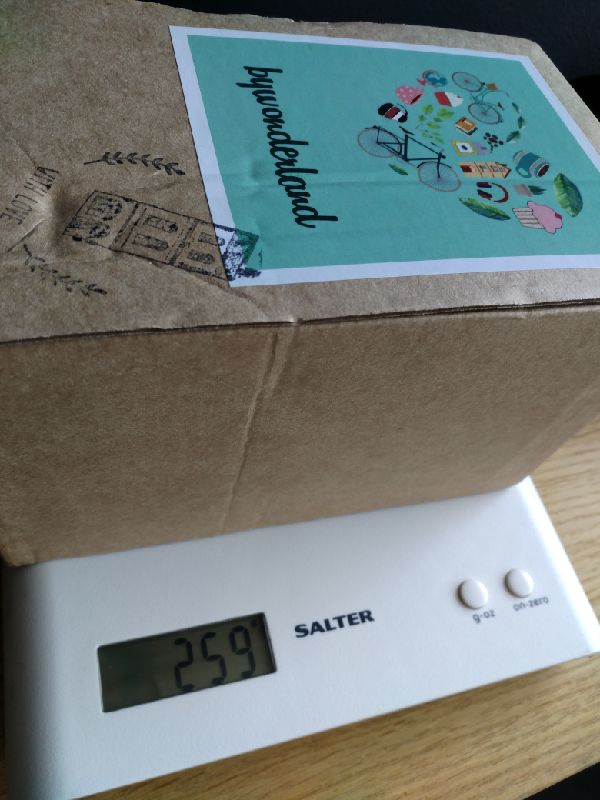 bywonderland
WITH LOVE
259
SALTER
g-oz
on-zero